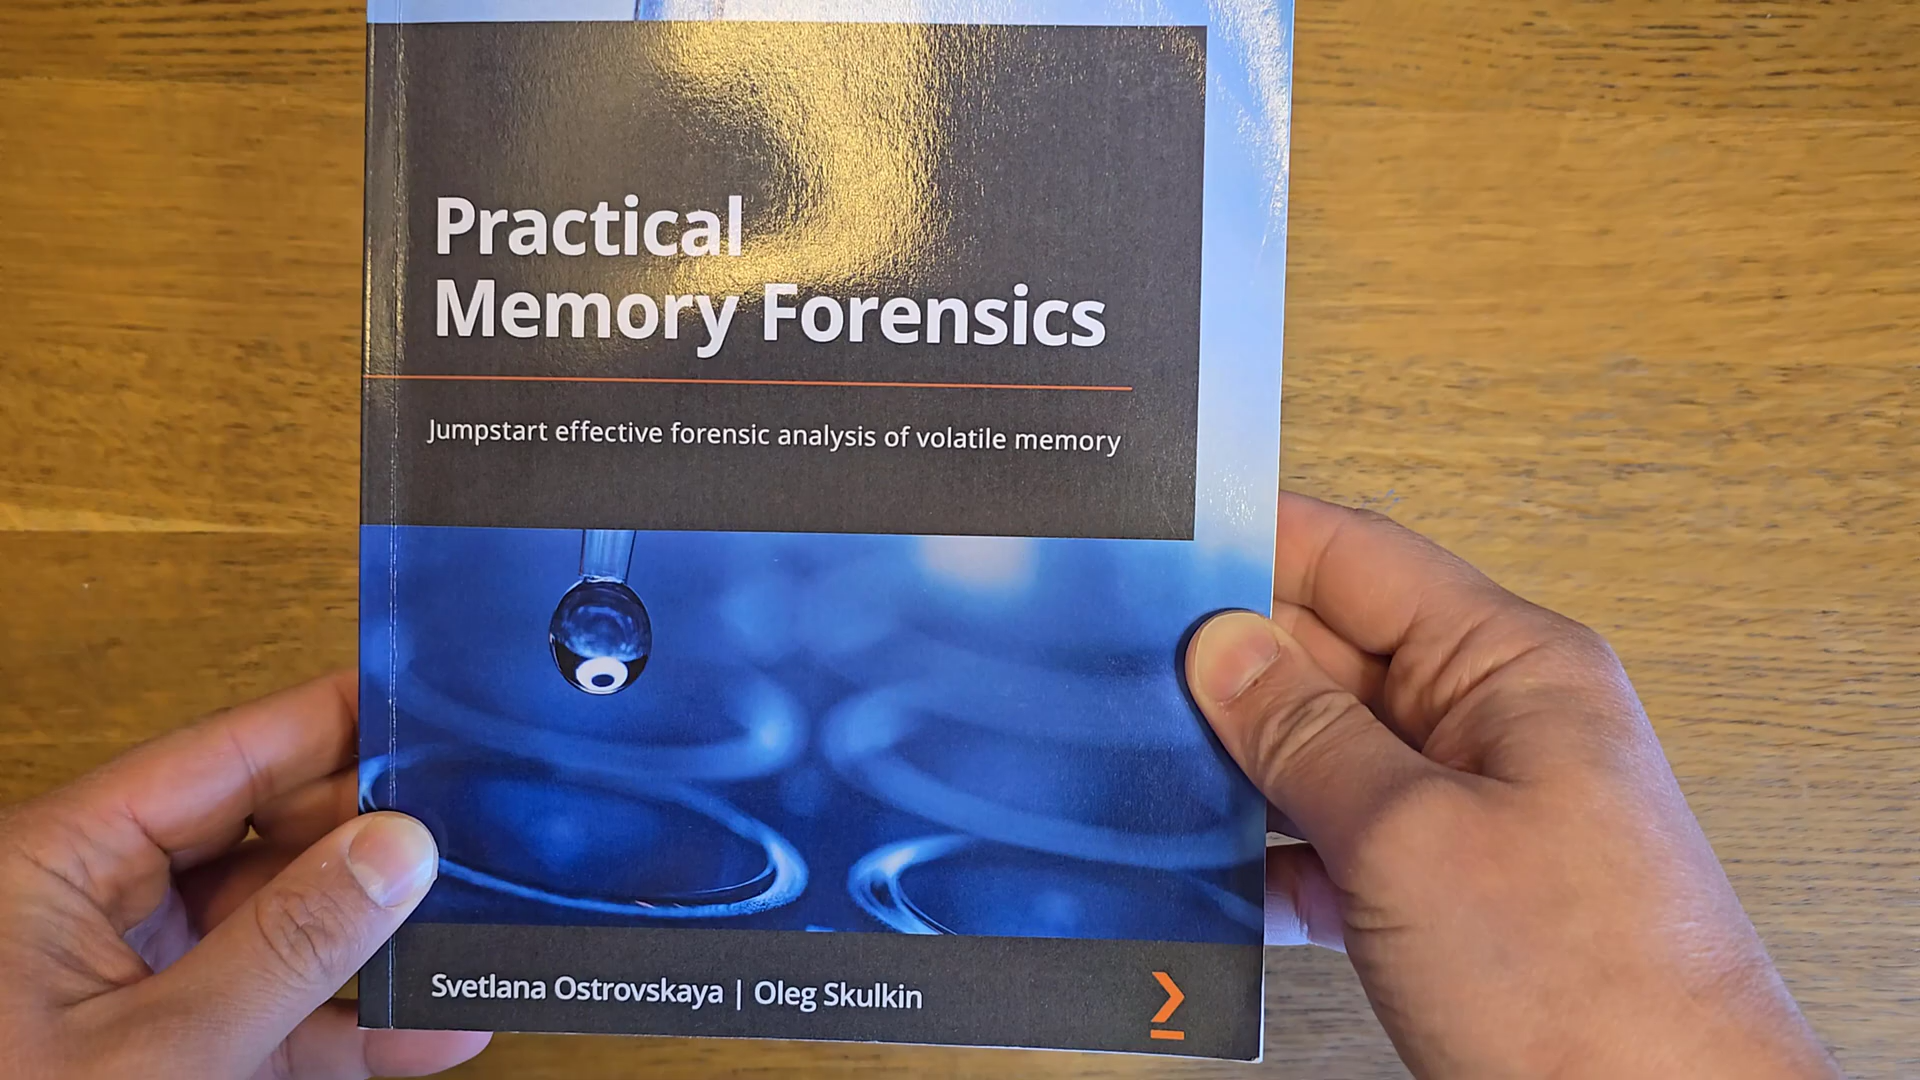 Practical
Memory Forensics
Jumpstart effective forensic analysis of volatile memory
Svetlana Ostrovskaya | Oleg Skulkin